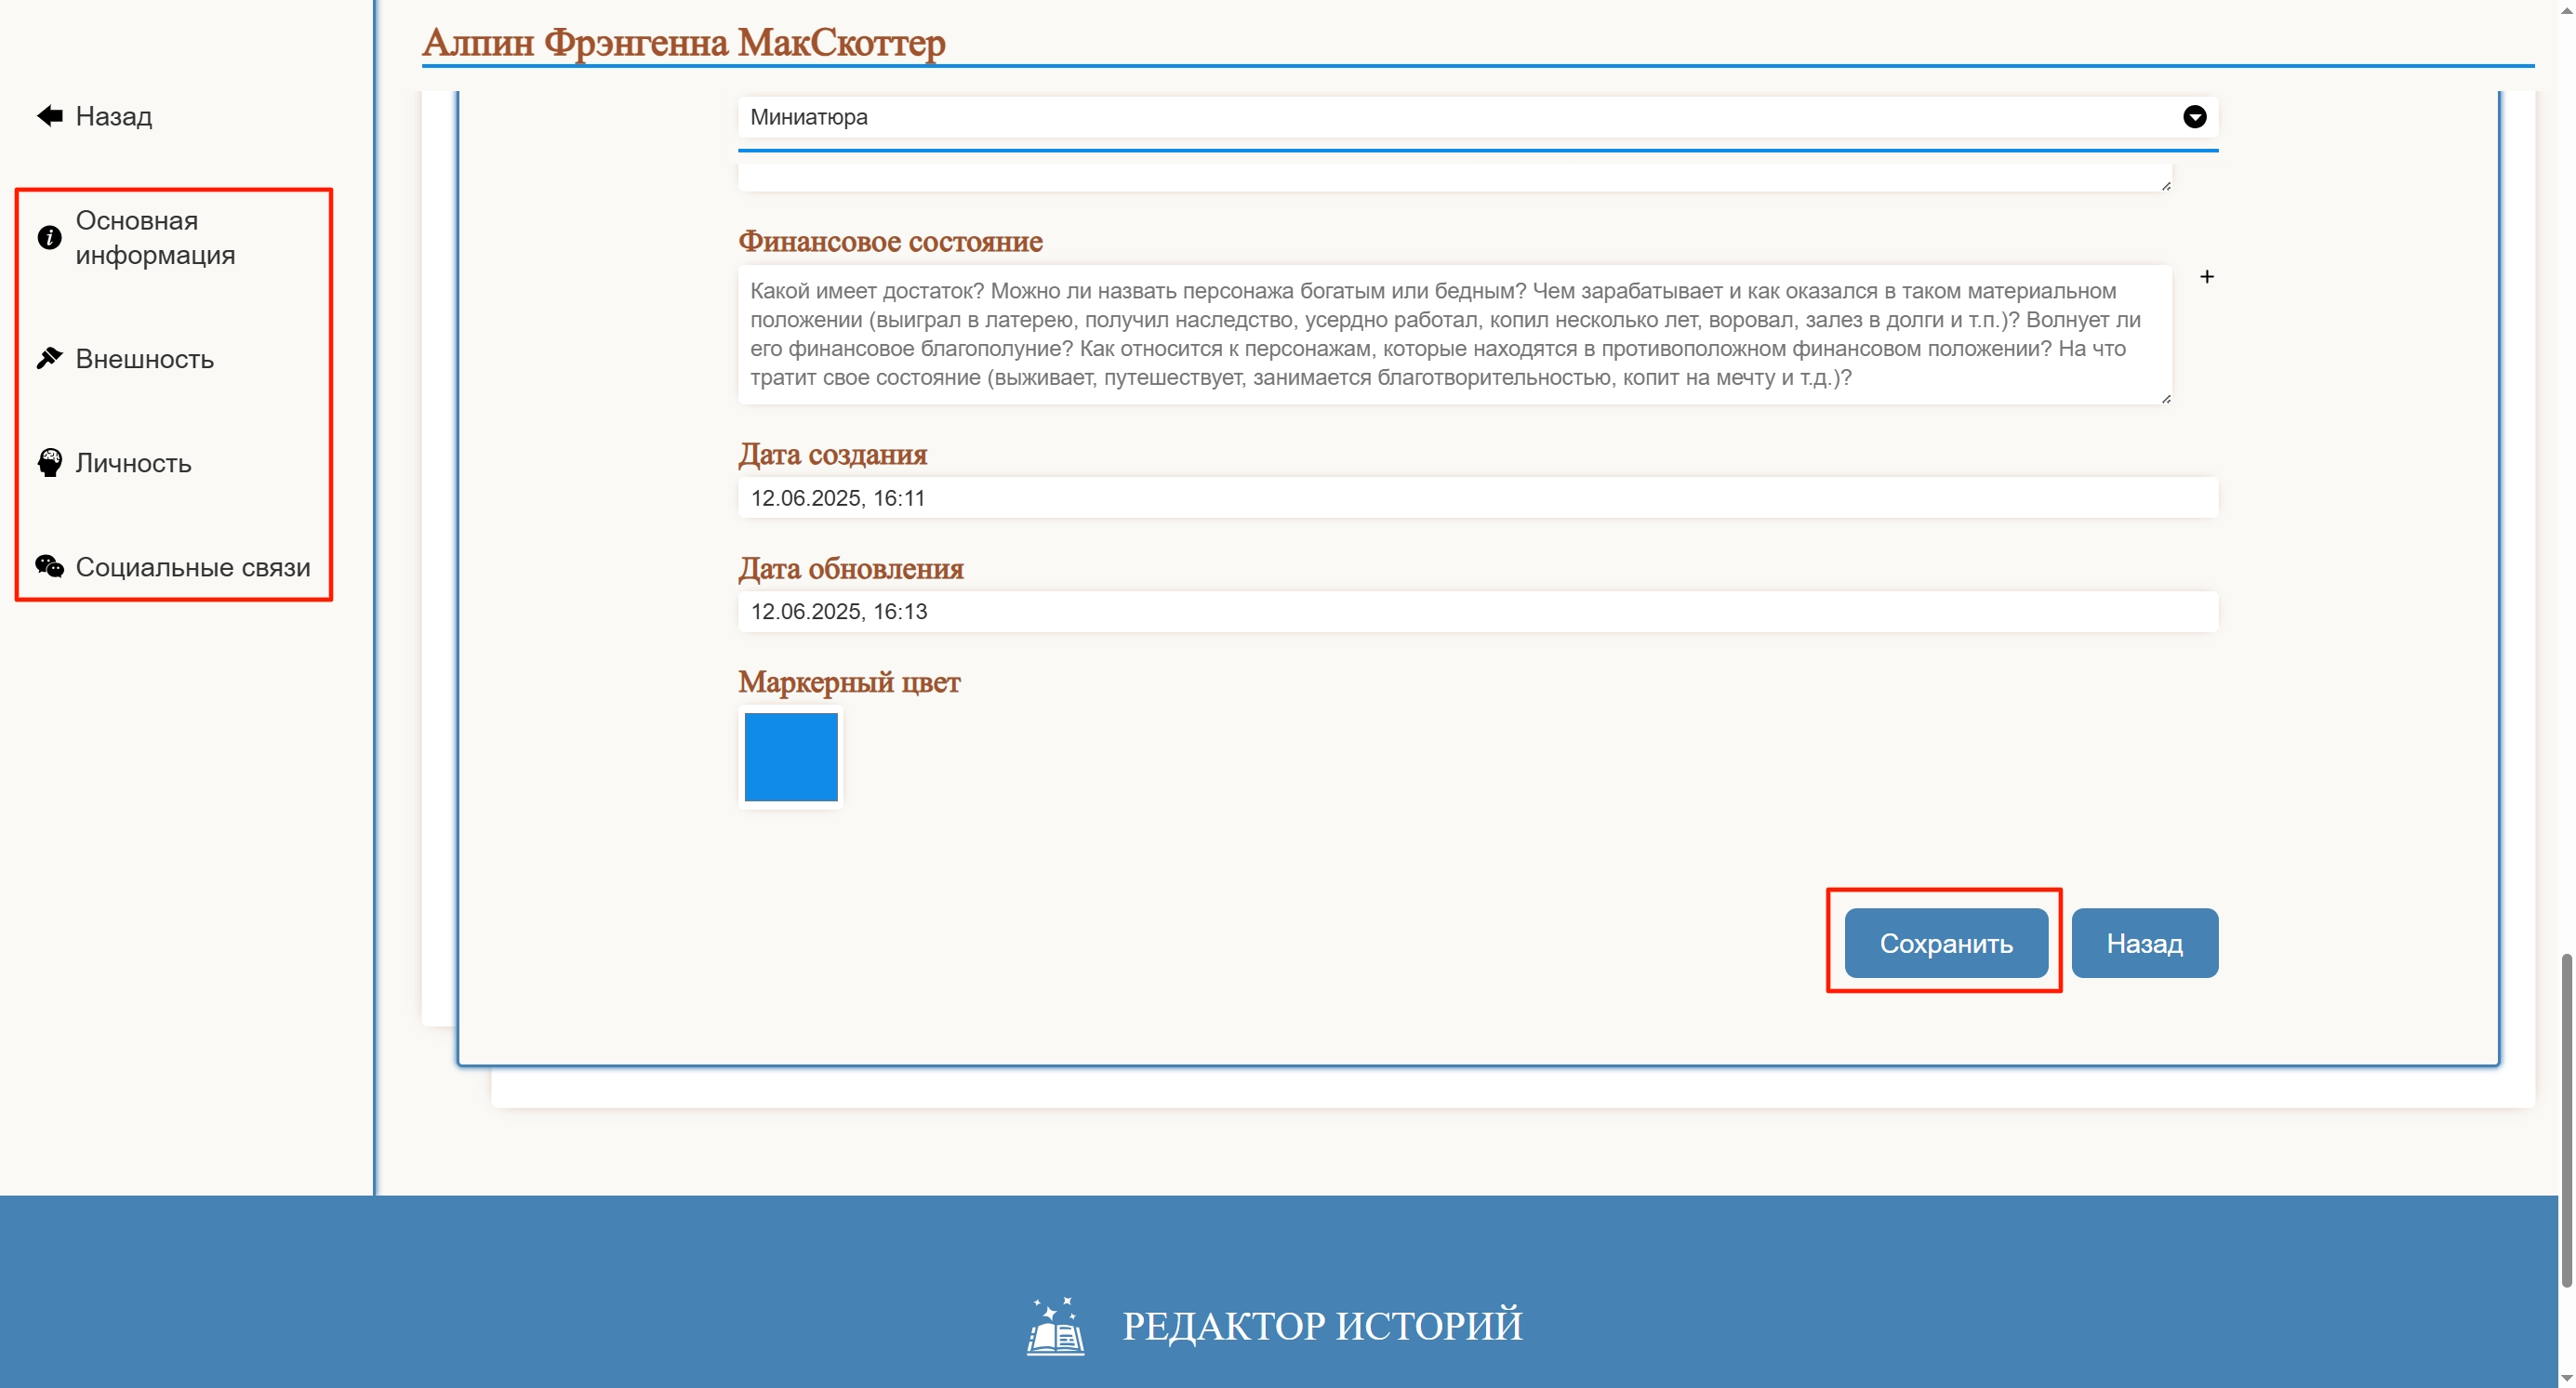 Алпин Фрэнгенна МакСкоттер
Назад
Основная
информация
Внешность
Личность
Социальные связи
Миниатюра
Финансовое состояние
Какой имеет достаток? Можно ли назвать персонажа богатым или бедным? Чем зарабатывает и как оказался в таком материальном
положении (выиграл в латерею, получил наследство, усердно работал, копил несколько лет, воровал, залез в долги и т.п.)? Волнует ли
его финансовое благополуние? Как относится к персонажам, которые находятся в противоположном финансовом положении? На что
тратит свое состояние (выживает, путешествует, занимается благотворительностью, копит на мечту и т.д.)?
Дата создания
12.06.2025, 16:11
Дата обновления
12.06.2025, 16:13
Маркерный цвет
Сохранить
Назад
РЕДАКТОР ИСТОРИЙ